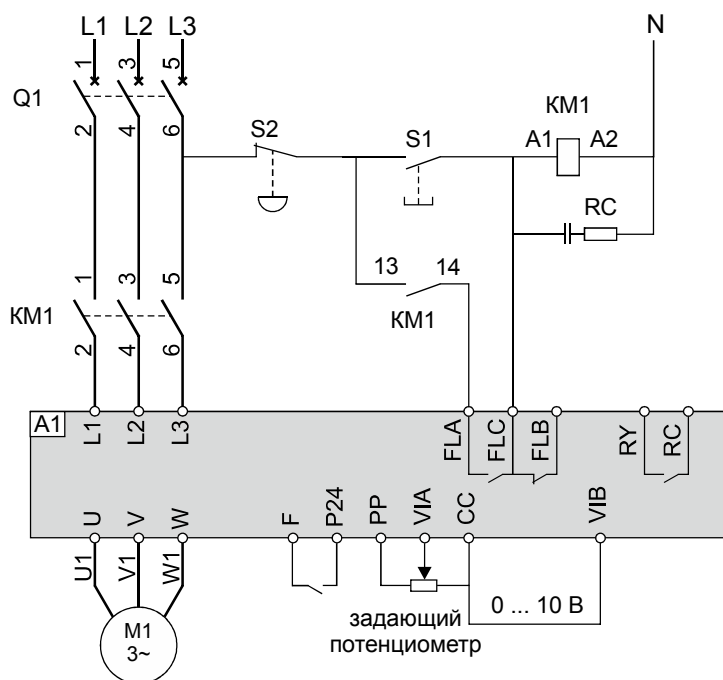 L1 L2 L3 N
1 3 5
Q1
2 4 6
S2 S1
KM1
A1 A2
RC
13 14
KM1
1 3 5
KM1
2 4 6
A1
L1 L2 L3 FLA FLC FLB RY RC
U V W F P24 PP VIA CC VIB
U1 V1 W1
0 ... 10 В
задающий
потенциометр
M1
3~